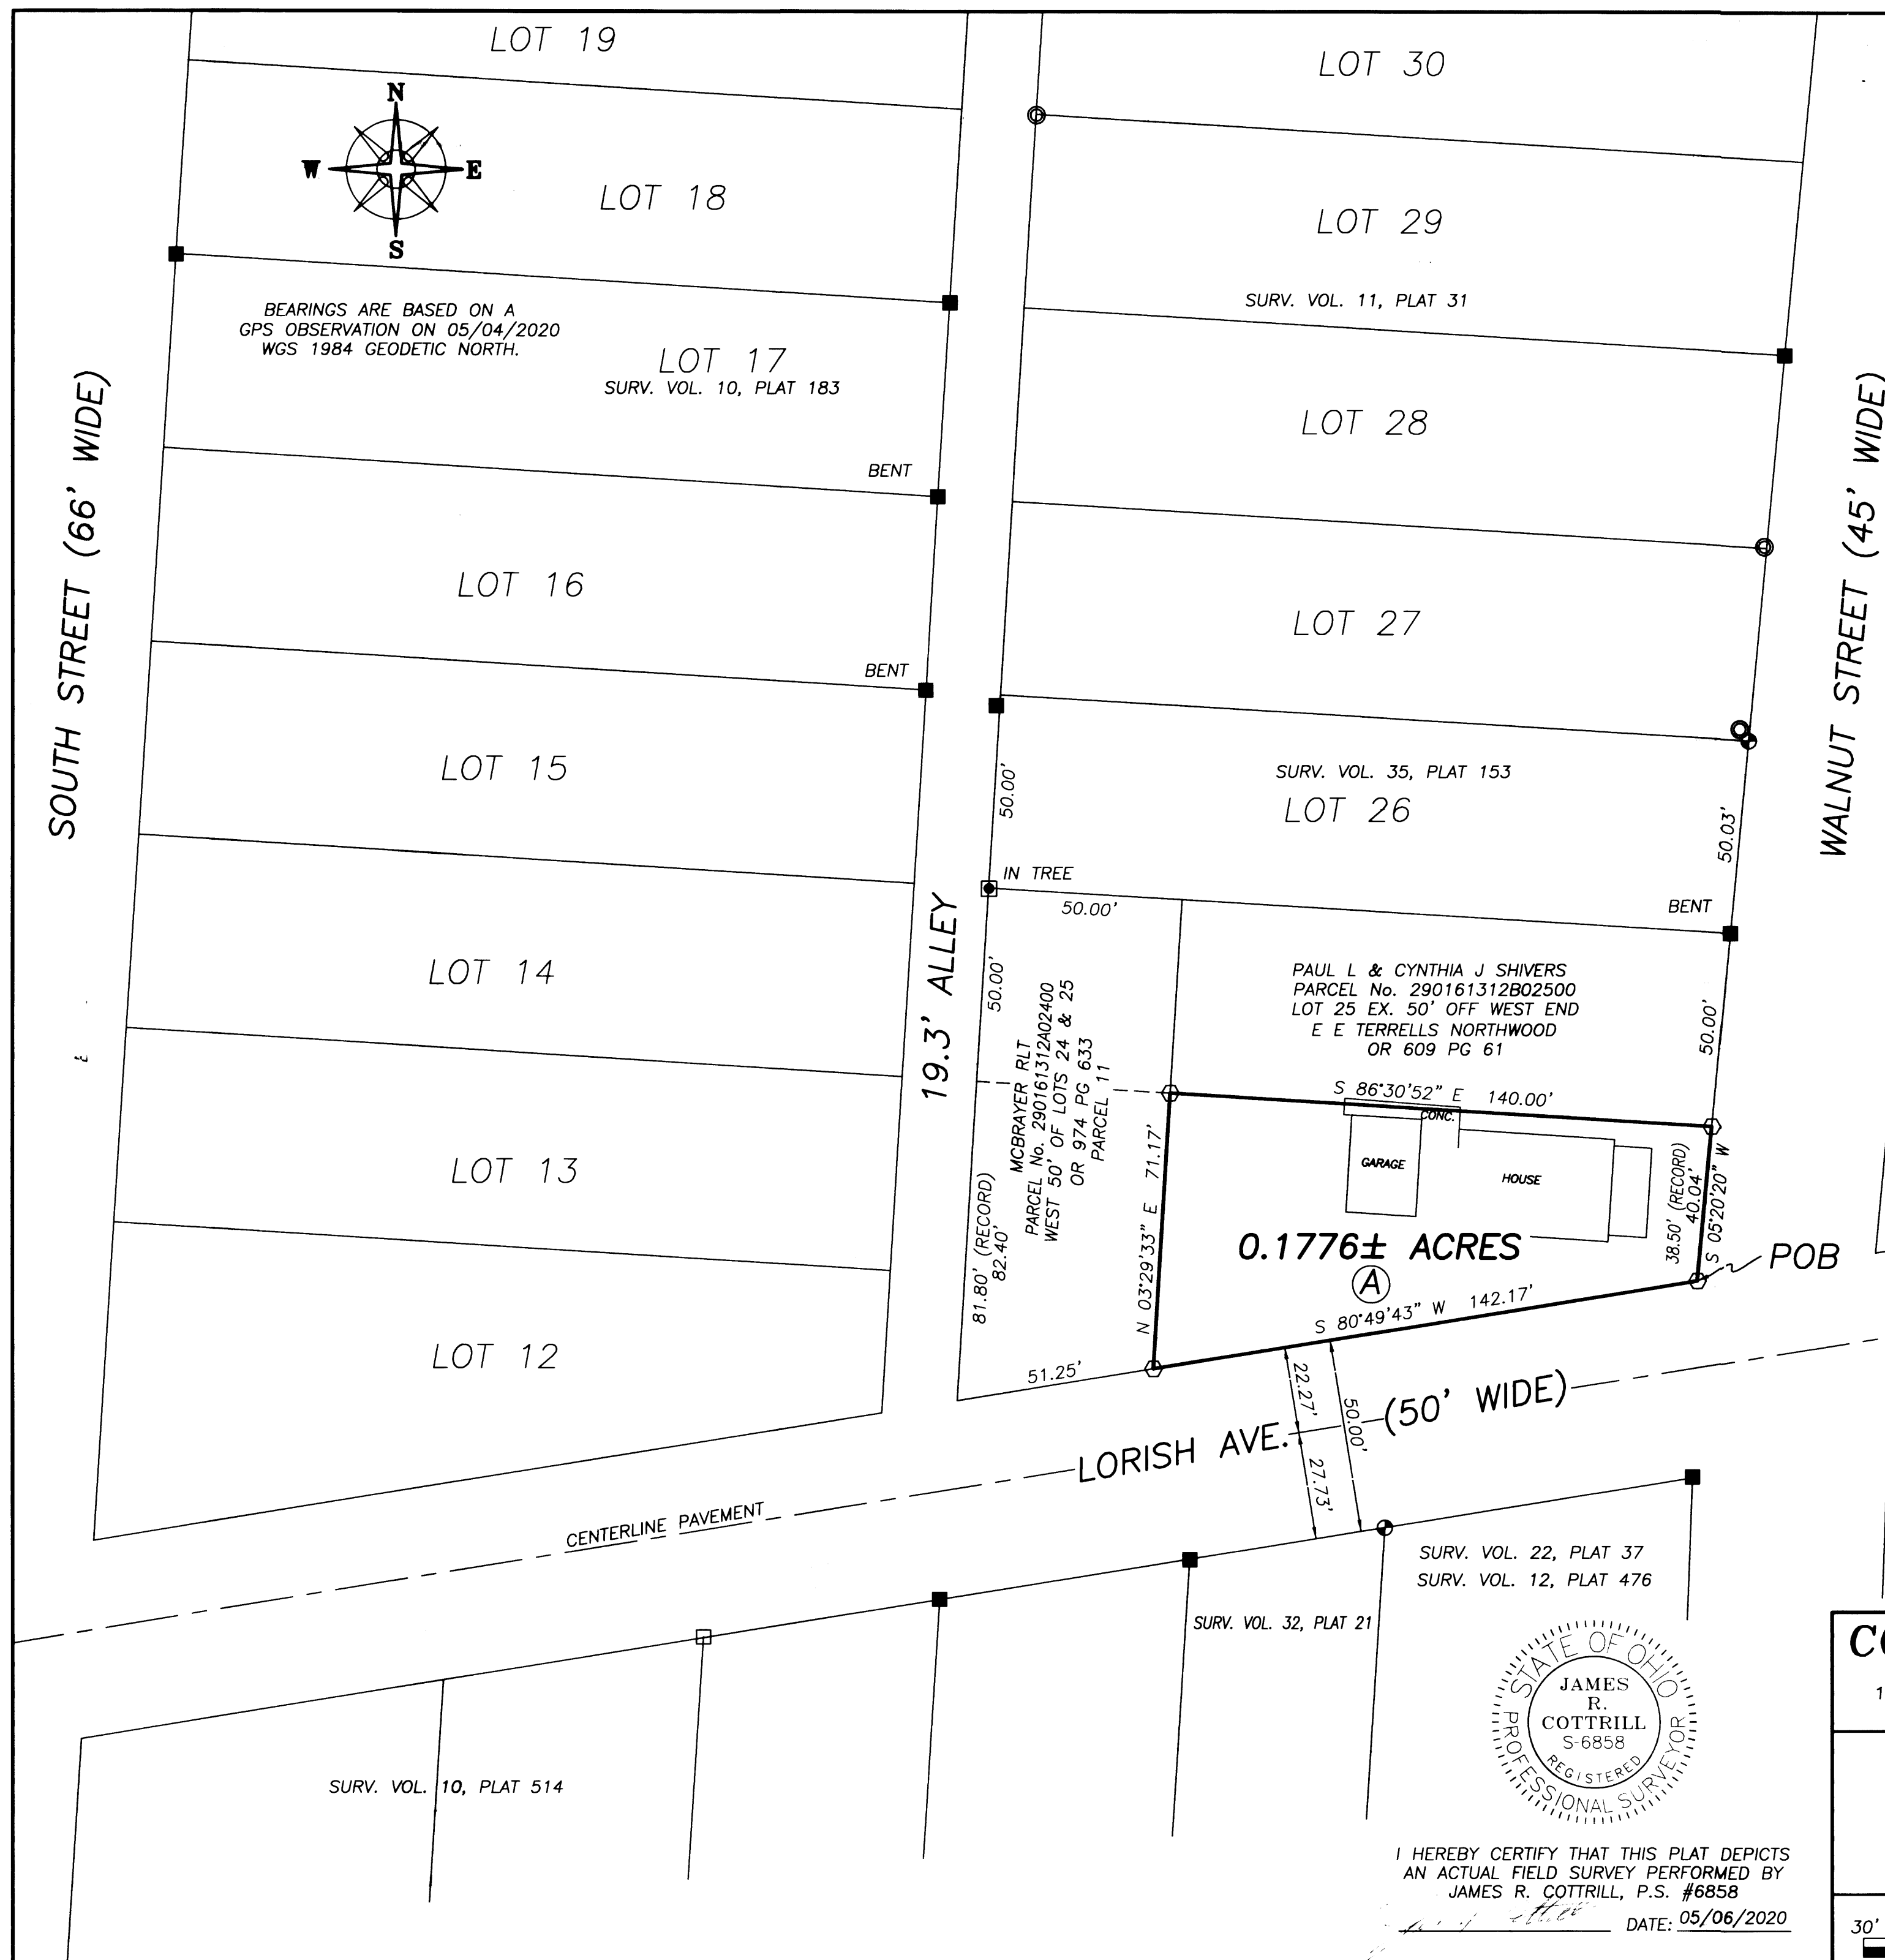 LOT 19
LOT 30
N
W
E
S
LOT 18
LOT 29
BEARINGS ARE BASED ON A
GPS OBSERVATION ON 05/04/2020
WGS 1984 GEODETIC NORTH.
SURV. VOL. 11, PLAT 31
LOT 17
SURV. VOL. 10, PLAT 183
SOUTH STREET (66' WIDE)
WALNUT STREET (45' WIDE)
LOT 28
BENT
LOT 16
LOT 27
BENT
LOT 15
50.00'
SURV. VOL. 35, PLAT 153
LOT 26
50.03'
IN TREE
50.00'
BENT
LOT 14
19.3' ALLEY
50.00'
PAUL L & CYNTHIA J SHIVERS
PARCEL No. 290161312B02500
LOT 25 EX. 50' OFF WEST END
E E TERRELLS NORTHWOOD
OR 609 PG 61
50.00'
MCBRAYER RLT
PARCEL No. 290161312A02400
WEST 50' OF LOTS 24 & 25
OR 974 PG 633
PARCEL 11
S 86°30'52" E 140.00'
CONC.
GARAGE
HOUSE
LOT 13
81.80' (RECORD)
82.40'
N 03°29'33" E 71.17'
38.50' (RECORD)
40.04'
S 05°20'20" W
0.1776± ACRES
A
POB
S 80°49'43" W 142.17'
LOT 12
51.25'
22.27'
50.00'
27.73'
LORISH AVE. (50' WIDE)
CENTERLINE PAVEMENT
SURV. VOL. 22, PLAT 37
SURV. VOL. 12, PLAT 476
SURV. VOL. 32, PLAT 21
SURV. VOL. 10, PLAT 514
STATE OF OHIO
JAMES
R.
COTTRILL
S-6858
REGISTERED
PROFESSIONAL SURVEYOR
I HEREBY CERTIFY THAT THIS PLAT DEPICTS
AN ACTUAL FIELD SURVEY PERFORMED BY
JAMES R. COTTRILL, P.S. #6858
DATE: 05/06/2020
30'